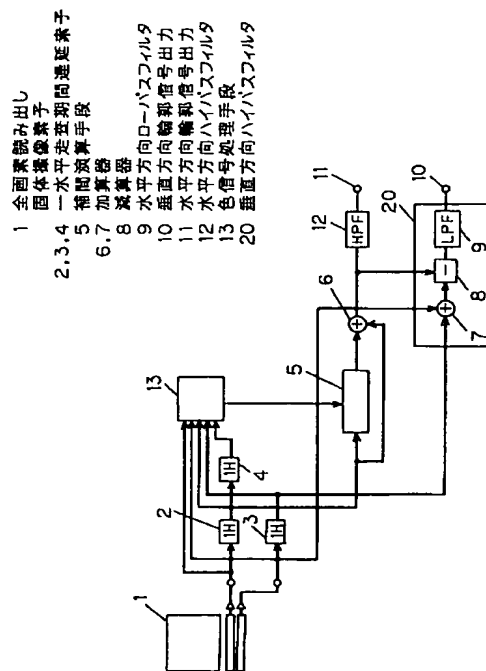 1 全画素読み出し
固体撮像素子
2,3,4 一水平走査期間遅延素子
5 補間演算手段
6,7 加算器
8 減算器
9 水平方向ローパスフィルタ
10 垂直方向輪郭信号出力
11 水平方向輪郭信号出力
12 水平方向ハイパスフィルタ
13 色信号処理手段
20 垂直方向ハイパスフィルタ
1
2
1H
3
1H
4
1H
13
5
6
+
12
HPF
11
20
7
+
8
−
9
LPF
10